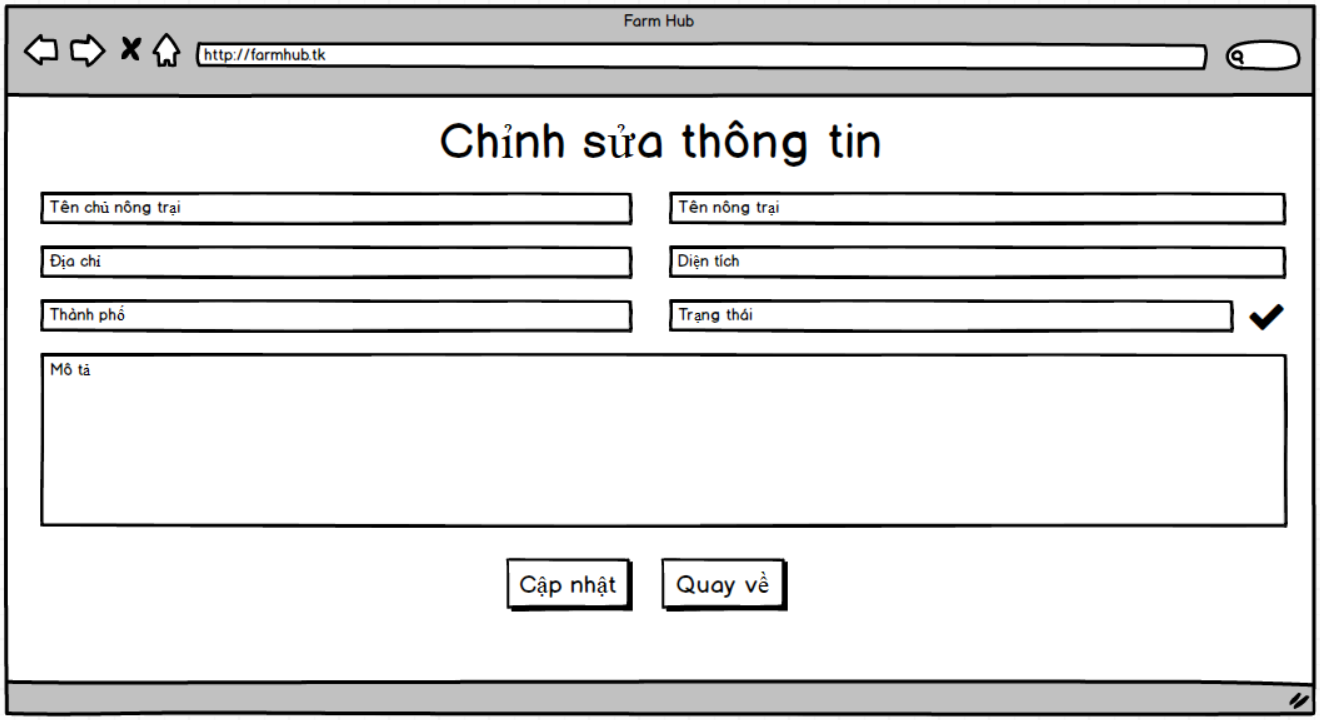 Farm Hub
http://farmhub.tk
Chỉnh sửa thông tin
Tên chủ nông trại
Tên nông trại
Địa chỉ
Diện tích
Thành phố
Trạng thái
Mô tả
Cập nhật
Quay về